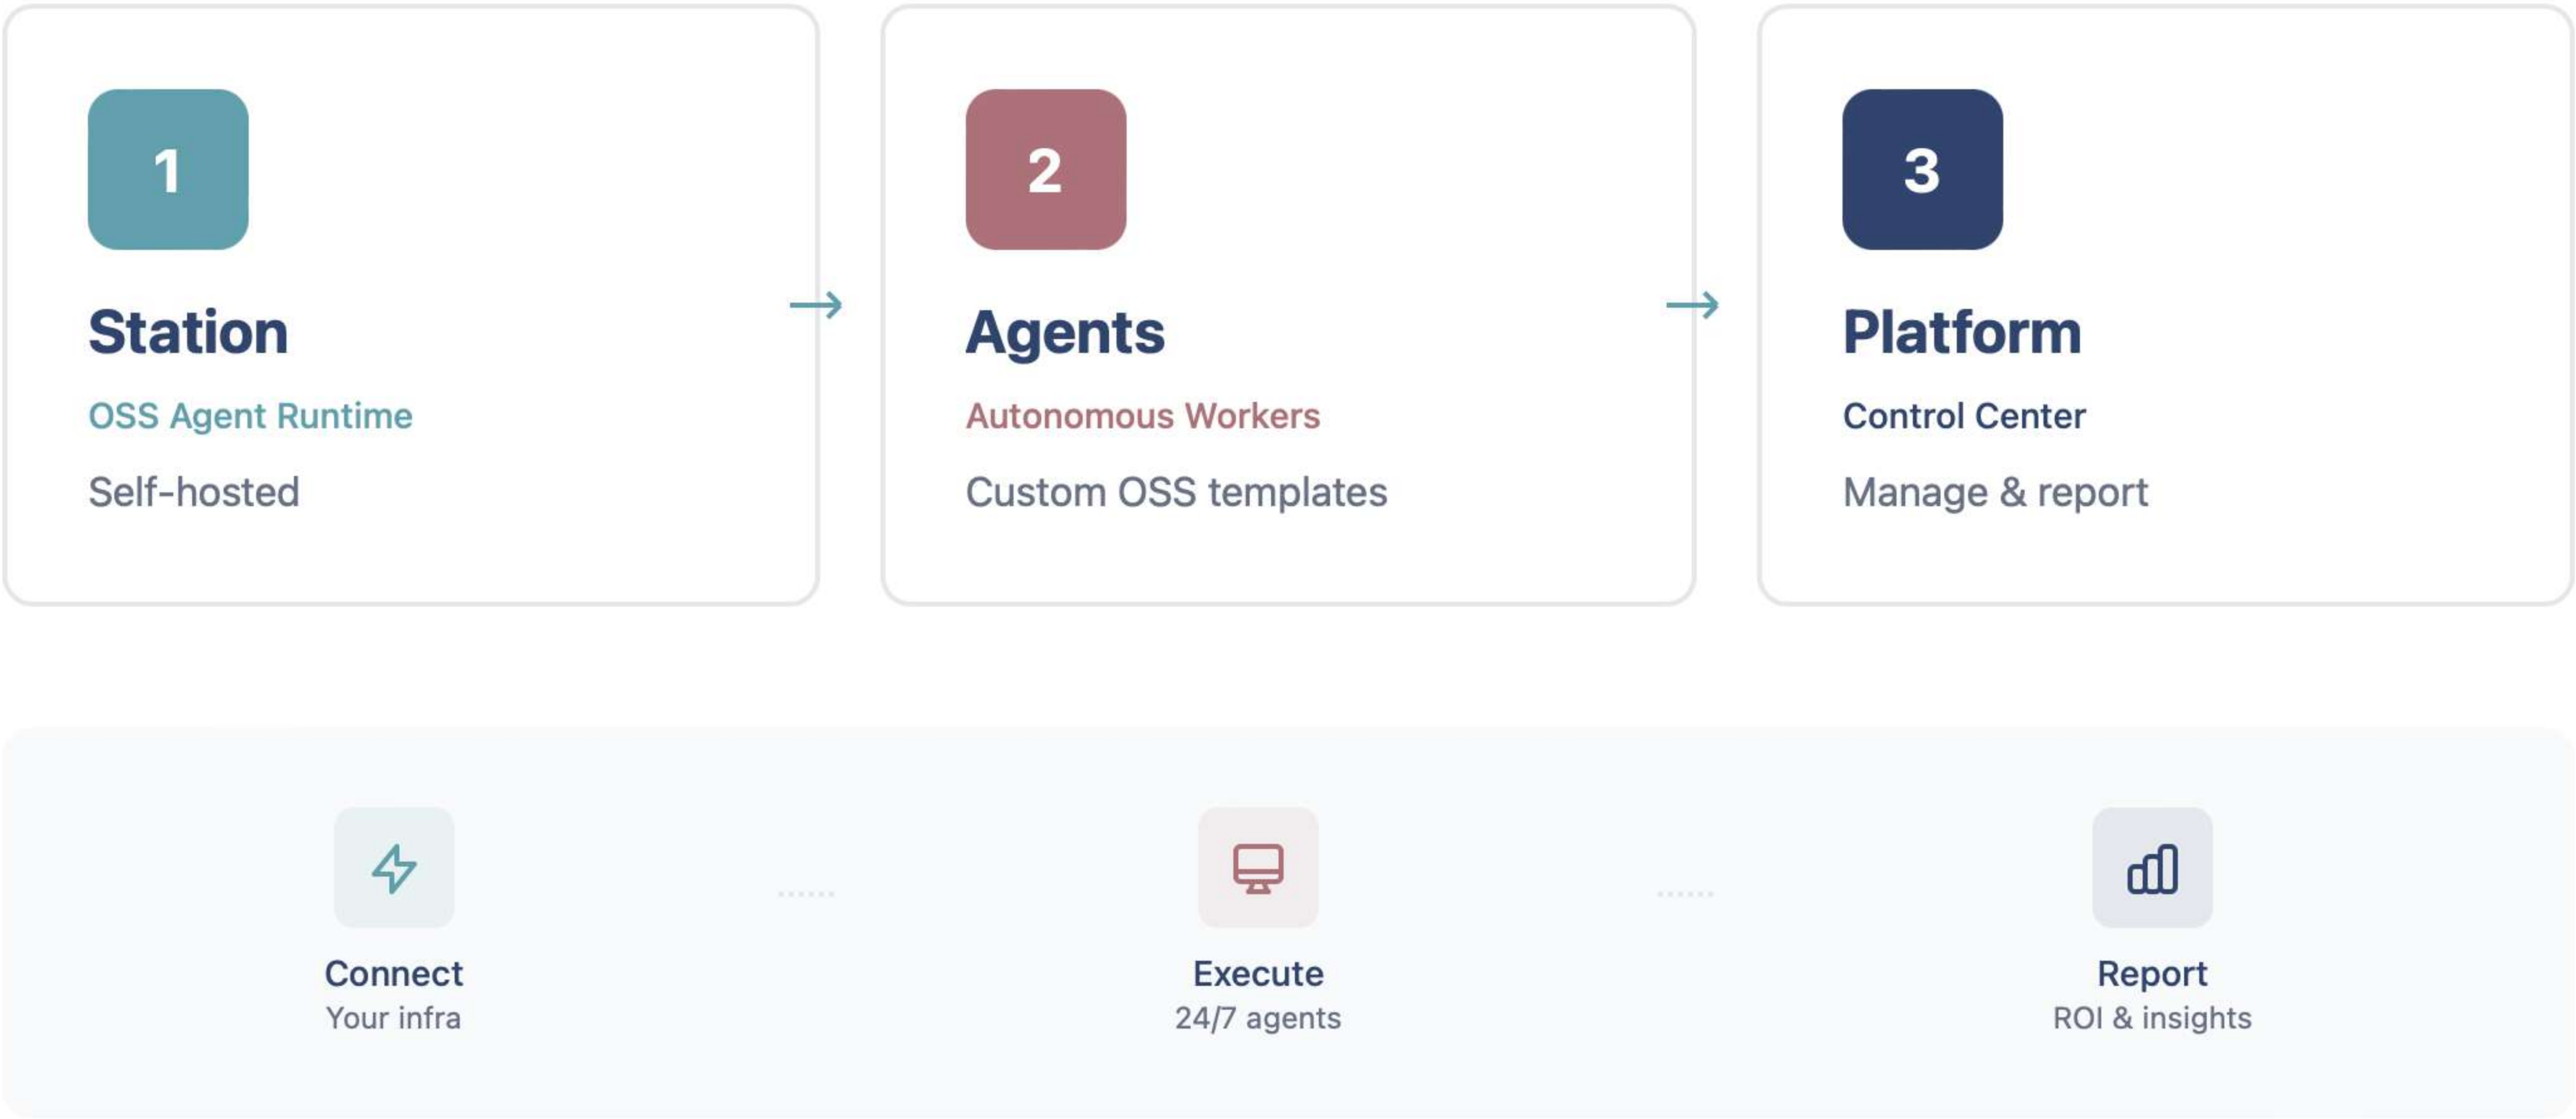 1
Station
OSS Agent Runtime
Self-hosted
2
Agents
Autonomous Workers
Custom OSS templates
3
Platform
Control Center
Manage & report
Connect
Your infra
Execute
24/7 agents
Report
ROI & insights